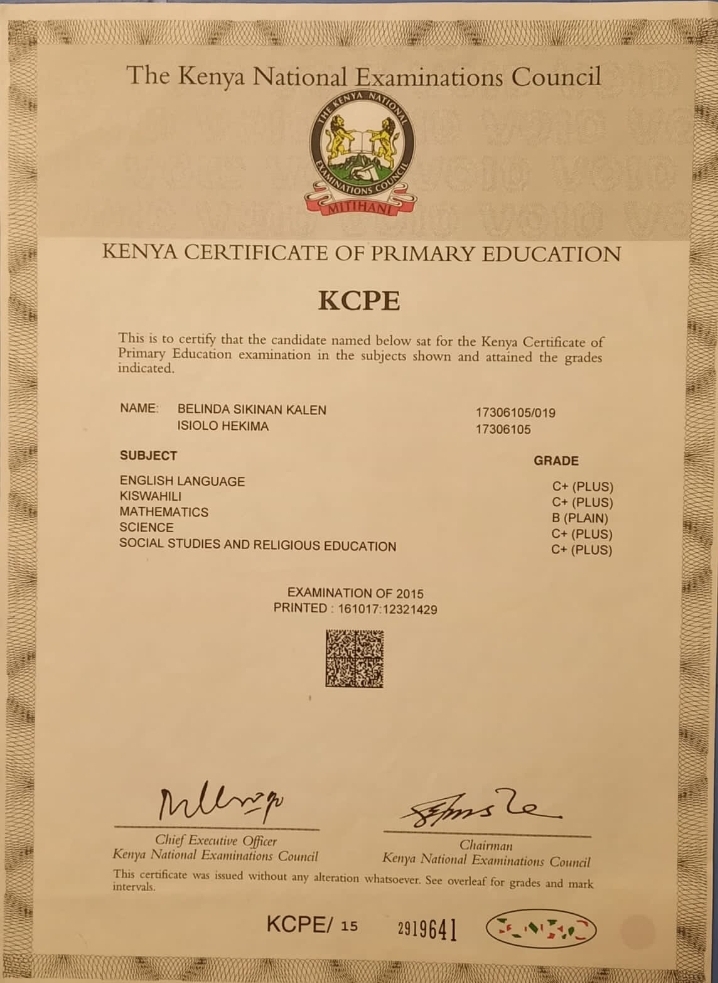 The Kenya National Examinations Council
THE KENYA NATIONAL
EXAMINATIONS COUNCIL
MITIHANI
KENYA CERTIFICATE OF PRIMARY EDUCATION
KCPE
This is to certify that the candidate named below sat for the Kenya Certificate of
Primary Education examination in the subjects shown and attained the grades
indicated.
NAME: BELINDA SIKINAN KALEN 17306105/019
ISIOLO HEKIMA 17306105
SUBJECT GRADE
ENGLISH LANGUAGE C+ (PLUS)
KISWAHILI C+ (PLUS)
MATHEMATICS B (PLAIN)
SCIENCE C+ (PLUS)
SOCIAL STUDIES AND RELIGIOUS EDUCATION C+ (PLUS)
EXAMINATION OF 2015
PRINTED : 161017:12321429
Chief Executive Officer
Kenya National Examinations Council
Chairman
Kenya National Examinations Council
This certificate was issued without any alteration whatsoever. See overleaf for grades and mark
intervals.
KCPE/ 15 2919641